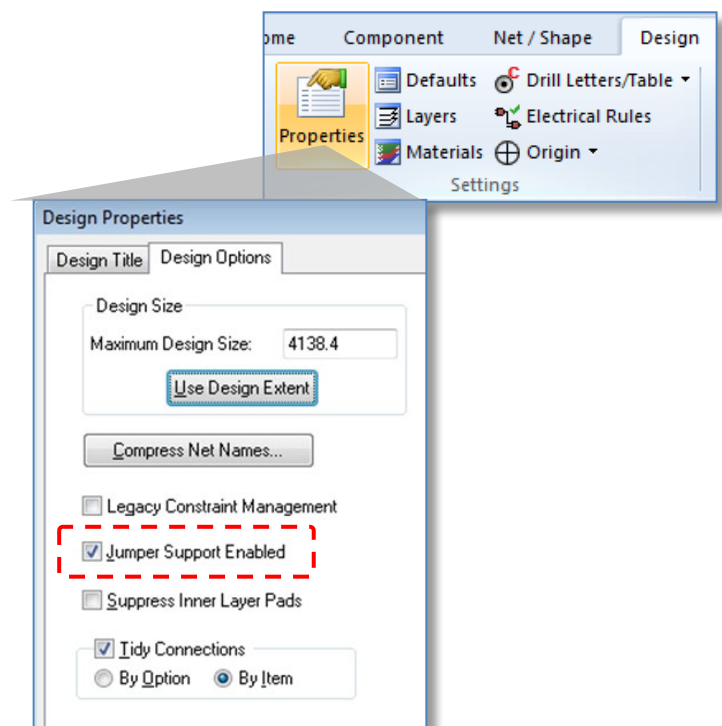 ome Component Net / Shape Design
Properties
Defaults
Drill Letters/Table
Layers
Electrical Rules
Materials
Origin
Settings
Design Properties
Design Title Design Options
Design Size
Maximum Design Size: 4138.4
Use Design Extent
Compress Net Names...
Legacy Constraint Management
Jumper Support Enabled
Suppress Inner Layer Pads
Tidy Connections
By Option By Item